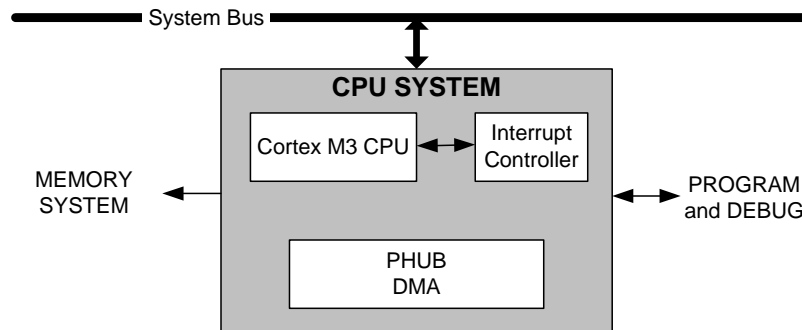 System Bus
CPU SYSTEM
Cortex M3 CPU
Interrupt
Controller
MEMORY
SYSTEM
PROGRAM
and DEBUG
PHUB
DMA